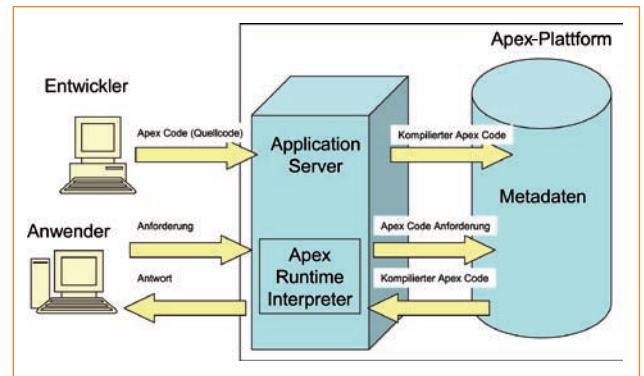 Apex-Plattform
Entwickler
Apex Code (Quellcode)
Application
Server
Kompilierter Apex Code
Metadaten
Anwender
Anforderung
Apex Code Anforderung
Apex
Runtime
Interpreter
Antwort
Kompilierter Apex Code